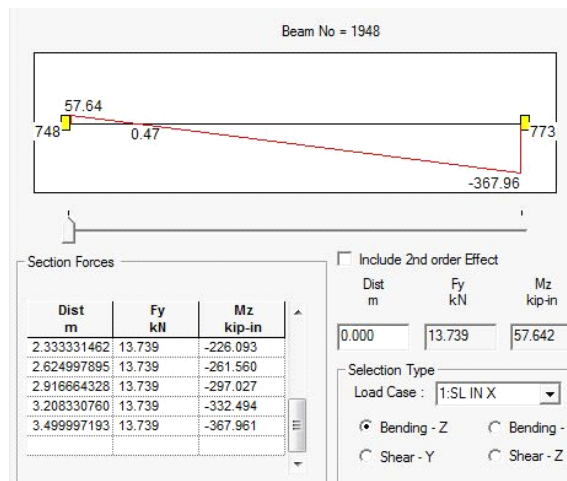 Beam No = 1948
57.64
748
0.47
773
-367.96
Section Forces
Dist Fy Mz
m kN kip-in
2.333331462 13.739 -226.093
2.624997895 13.739 -261.560
2.916664328 13.739 -297.027
3.208330760 13.739 -332.494
3.499997193 13.739 -367.961
Include 2nd order Effect
Dist Fy Mz
m kN kip-in
0.000 13.739 57.642
Selection Type
Load Case : 1:SL IN X
Bending - Z Bending -
Shear - Y Shear - Z